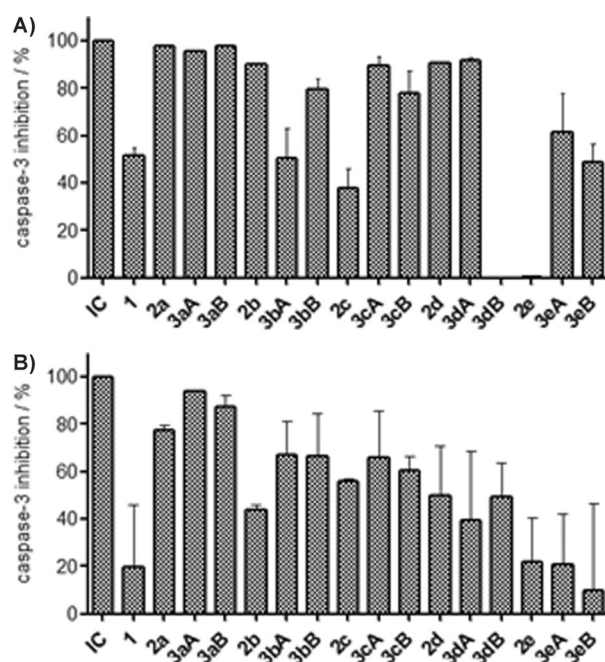 A)
caspase-3 inhibition / %
100
80
60
40
20
0
IC 1 2a 3aA 3aB 2b 3bA 3bB 2c 3cA 3cB 2d 3dA 3dB 2e 3eA 3eB
B)
caspase-3 inhibition / %
100
80
60
40
20
0
IC 1 2a 3aA 3aB 2b 3bA 3bB 2c 3cA 3cB 2d 3dA 3dB 2e 3eA 3eB